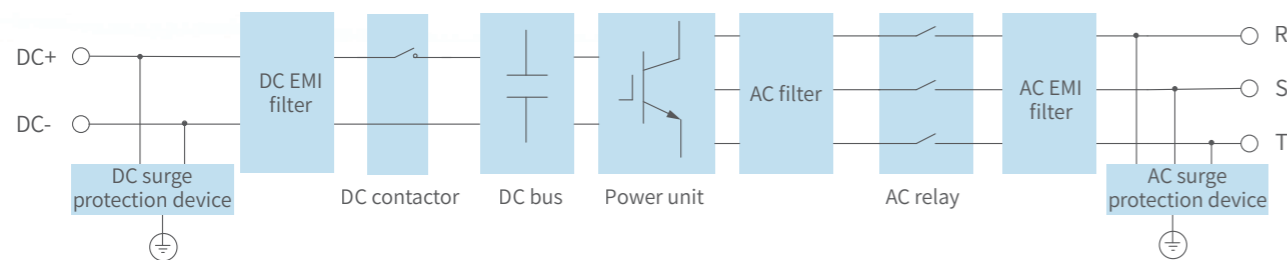 DC+
DC-
DC surge
protection device
DC EMI
filter
DC contactor
DC bus
Power unit
AC filter
AC relay
AC EMI
filter
R
S
T
AC surge
protection device